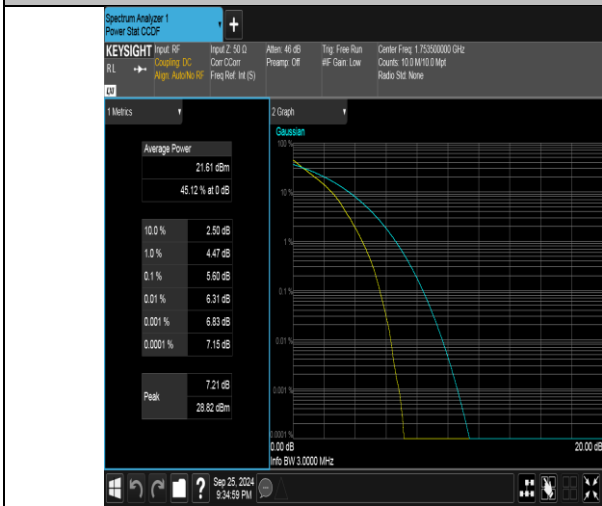 Spectrum Analyzer 1
Power Stat CCDF
+
KEYSIGHT Input: RF Input Z: 50 Ω Atten: 46 dB Trig: Free Run Center Freq: 1.753500000 GHz
RL Coupling: DC Corr CCorr Preamp: Off #IF Gain: Low Counts: 10.0 M/10.0 Mpt
Align: Auto/No RF Freq Ref: Int (S) Radio Std: None
LXI
1 Metrics
2 Graph
Average Power
21.61 dBm
45.12 % at 0 dB
10.0 % 2.50 dB
1.0 % 4.47 dB
0.1 % 5.60 dB
0.01 % 6.31 dB
0.001 % 6.83 dB
0.0001 % 7.15 dB
Peak 7.21 dB
28.82 dBm
Gaussian
100 %
10 %
1 %
0.1 %
0.01 %
0.001 %
0.0001 %
0.00 dB 20.00 dB
Info BW 3.0000 MHz
? Sep 25, 2024
9:34:59 PM